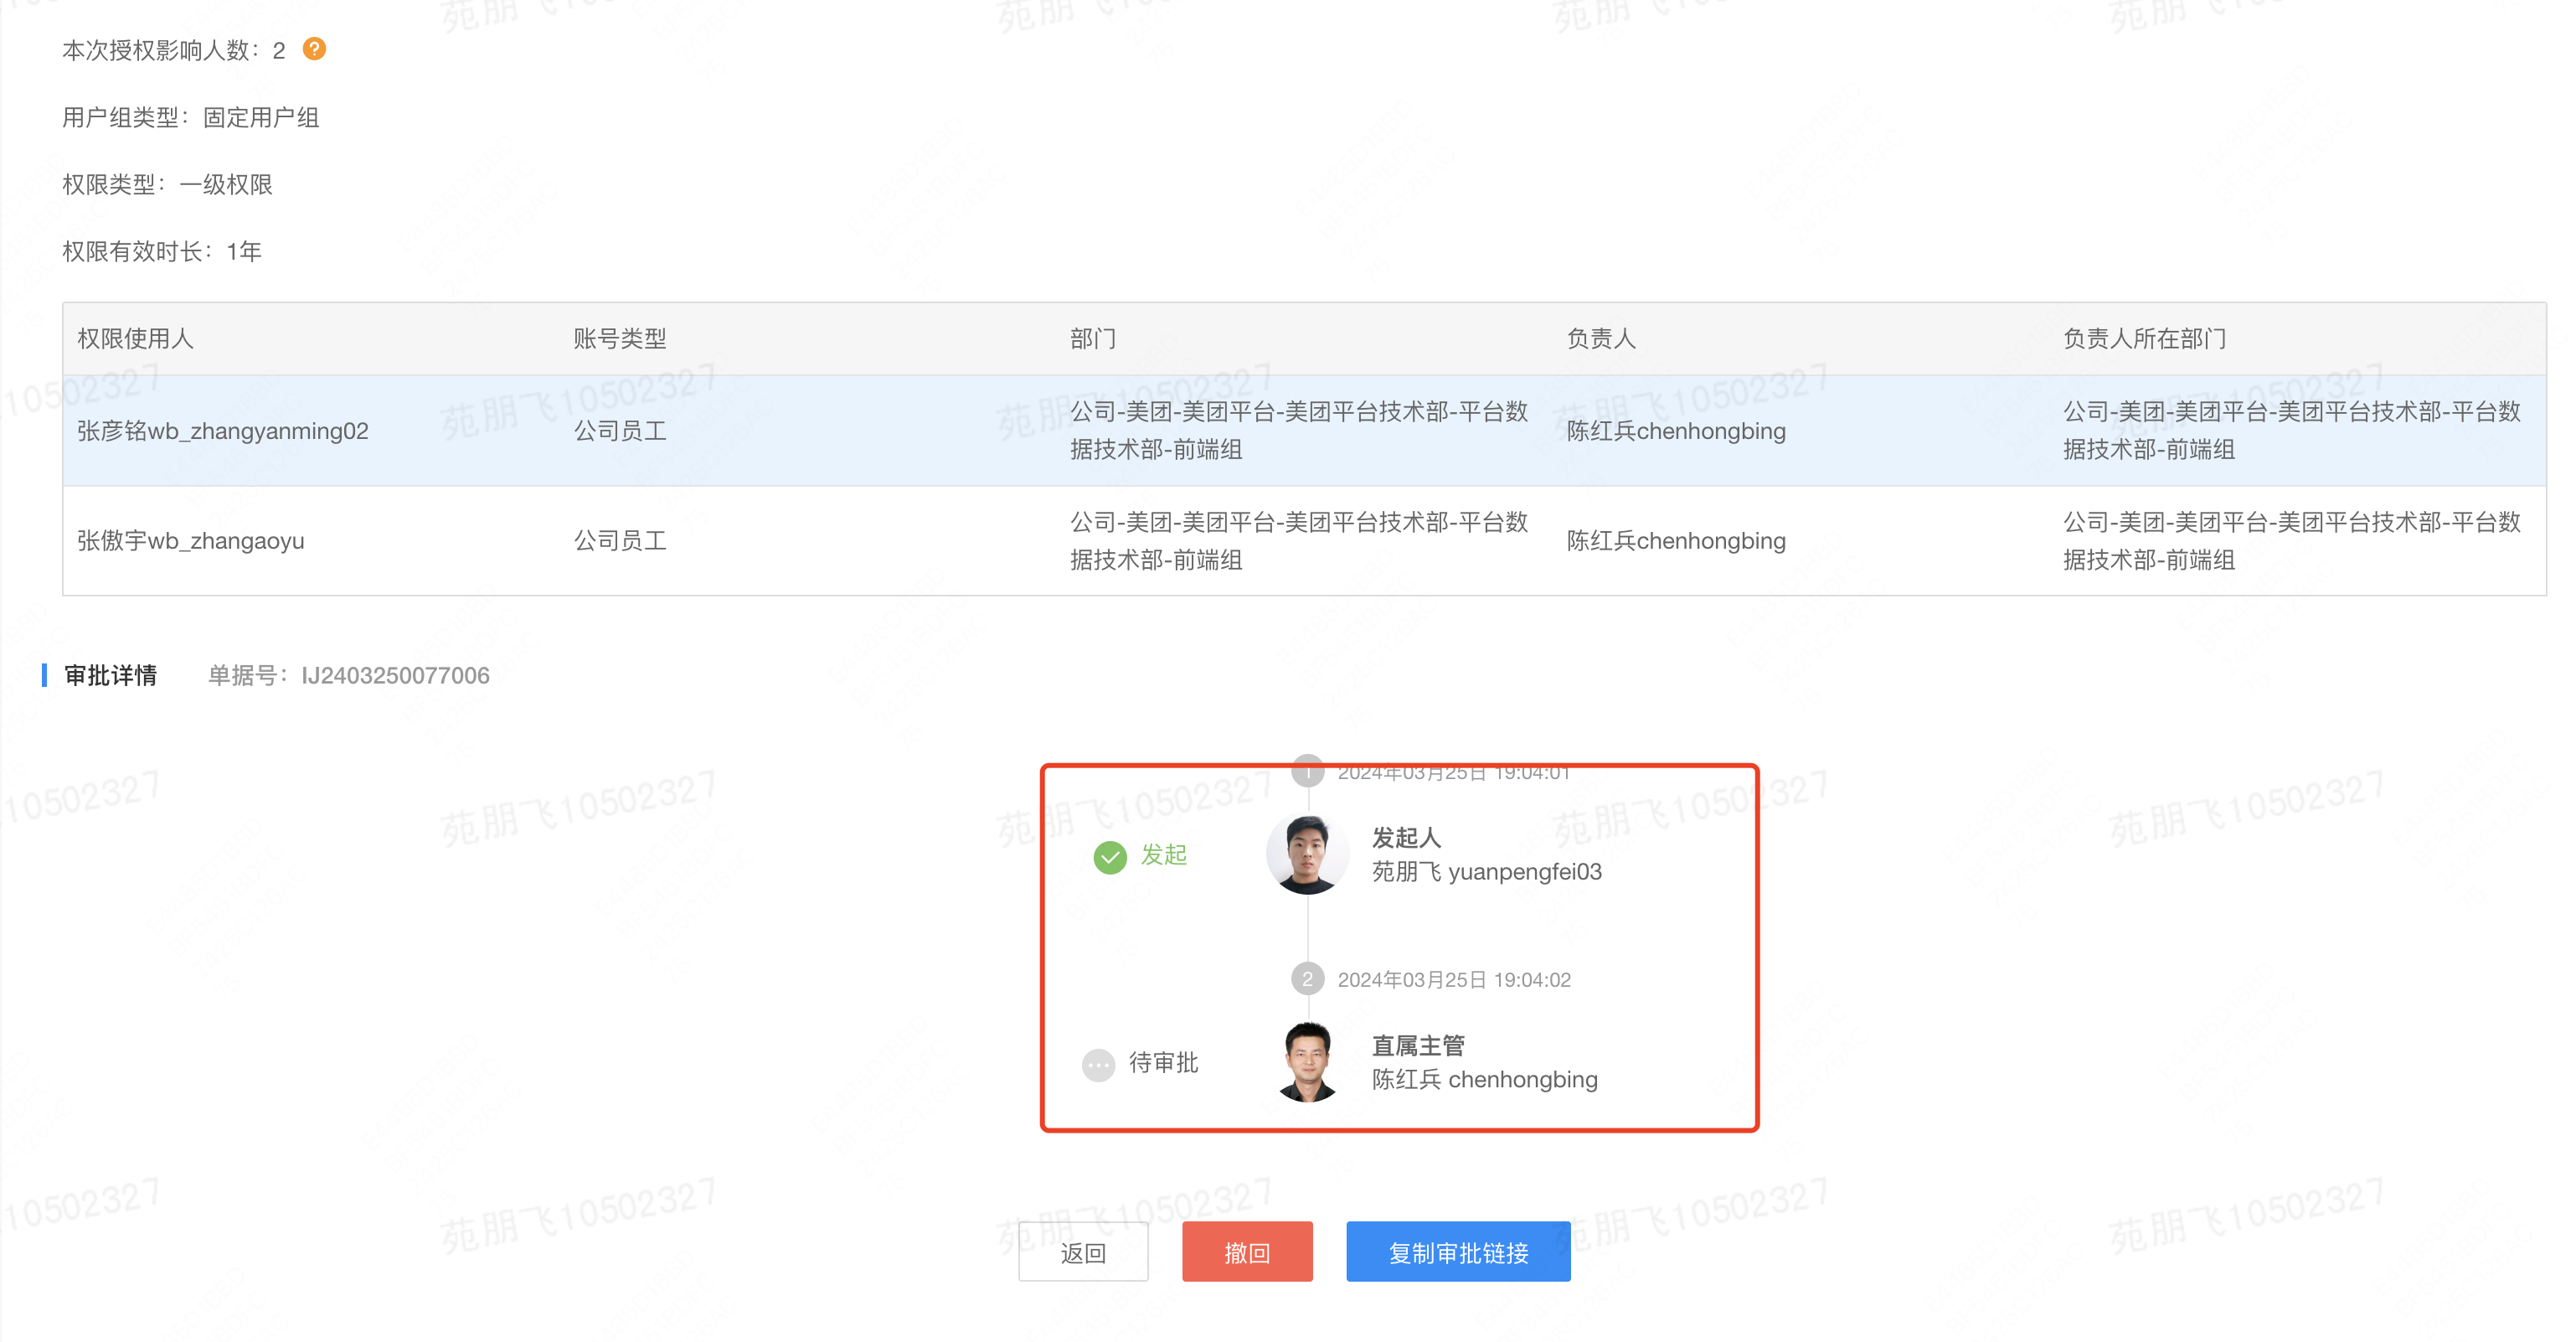 本次授权影响人数：2 ?
用户组类型：固定用户组
权限类型：一级权限
权限有效时长：1年
权限使用人 账号类型 部门 负责人 负责人所在部门
张彦铭wb_zhangyanming02 公司员工 公司-美团-美团平台-美团平台技术部-平台数 陈红兵chenhongbing 公司-美团-美团平台-美团平台技术部-平台数
据技术部-前端组 据技术部-前端组
张傲宇wb_zhangaoyu 公司员工 公司-美团-美团平台-美团平台技术部-平台数 陈红兵chenhongbing 公司-美团-美团平台-美团平台技术部-平台数
据技术部-前端组 据技术部-前端组
审批详情 单据号：IJ2403250077006
1 2024年03月25日 19:04:01
发起 发起人
苑朋飞 yuanpengfei03
2 2024年03月25日 19:04:02
待审批 直属主管
陈红兵 chenhongbing
返回 撤回 复制审批链接
苑朋飞10502327